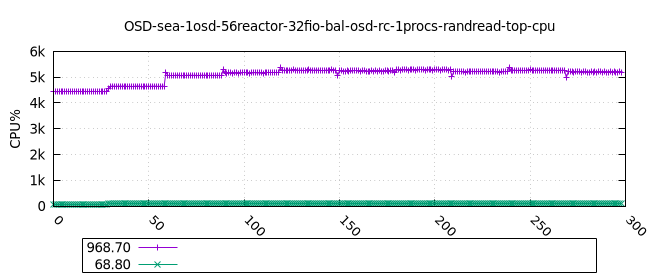 OSD-sea-1osd-56reactor-32fio-bal-osd-rc-1procs-randread-top-cpu
6k
5k
4k
3k
2k
1k
0
CPU%
0 50 100 150 200 250 300
968.70
68.80